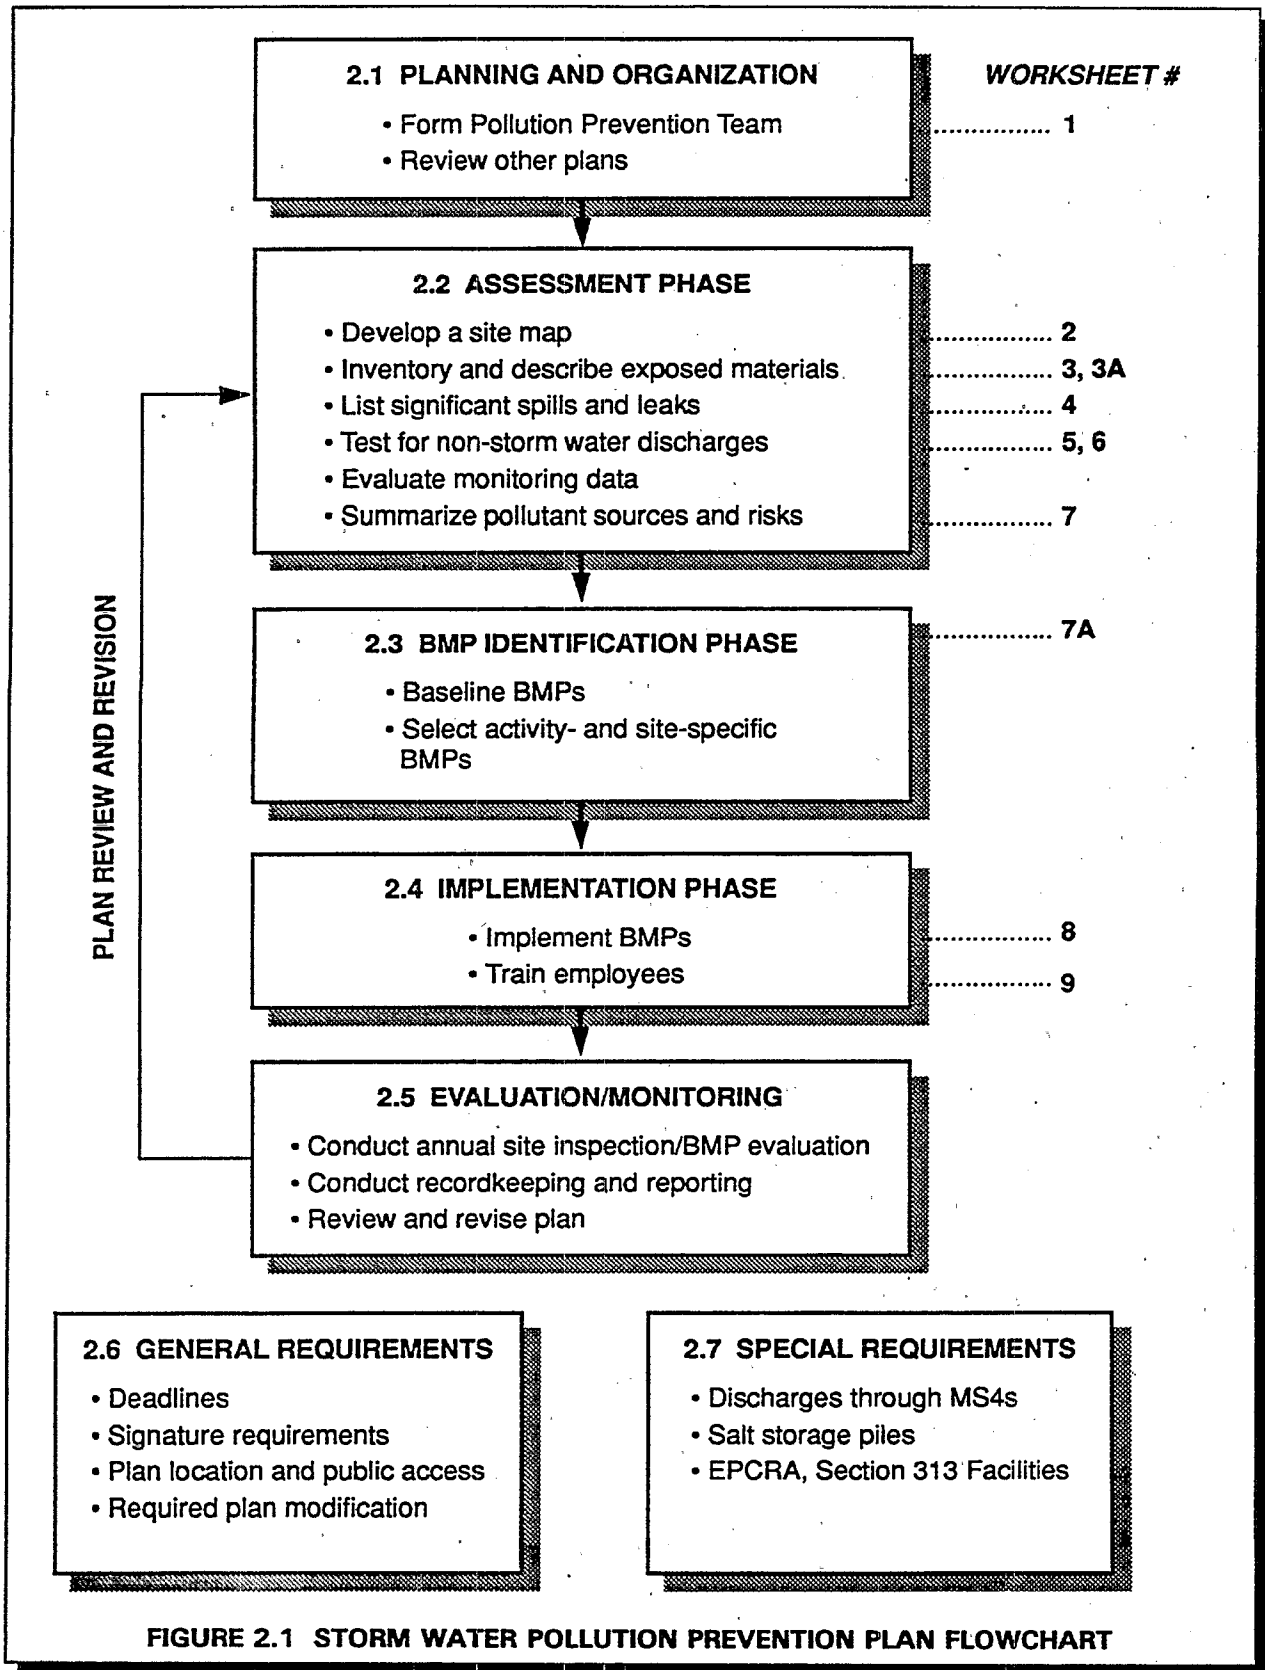 2.1 PLANNING AND ORGANIZATION
WORKSHEET #
• Form Pollution Prevention Team ................ 1
• Review other plans
2.2 ASSESSMENT PHASE
• Develop a site map ................ 2
• Inventory and describe exposed materials ................ 3, 3A
• List significant spills and leaks ................ 4
• Test for non-storm water discharges ................ 5, 6
• Evaluate monitoring data
• Summarize pollutant sources and risks ................ 7
PLAN REVIEW AND REVISION
2.3 BMP IDENTIFICATION PHASE ................ 7A
• Baseline BMPs
• Select activity- and site-specific
BMPs
2.4 IMPLEMENTATION PHASE
• Implement BMPs ................ 8
• Train employees ................ 9
2.5 EVALUATION/MONITORING
• Conduct annual site inspection/BMP evaluation
• Conduct recordkeeping and reporting
• Review and revise plan
2.6 GENERAL REQUIREMENTS
• Deadlines
• Signature requirements
• Plan location and public access
• Required plan modification
2.7 SPECIAL REQUIREMENTS
• Discharges through MS4s
• Salt storage piles
• EPCRA, Section 313 Facilities
FIGURE 2.1 STORM WATER POLLUTION PREVENTION PLAN FLOWCHART